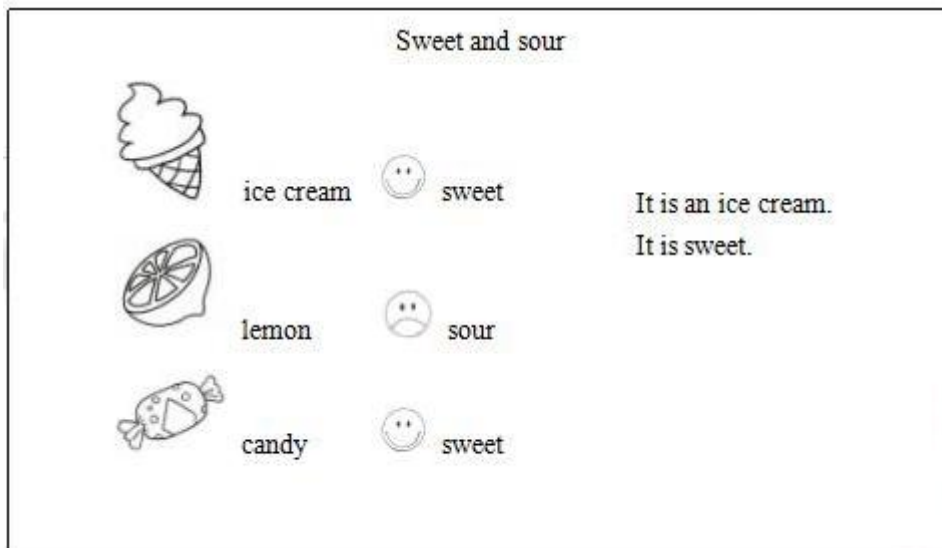 Sweet and sour
ice cream sweet
It is an ice cream.
It is sweet.
lemon sour
candy sweet